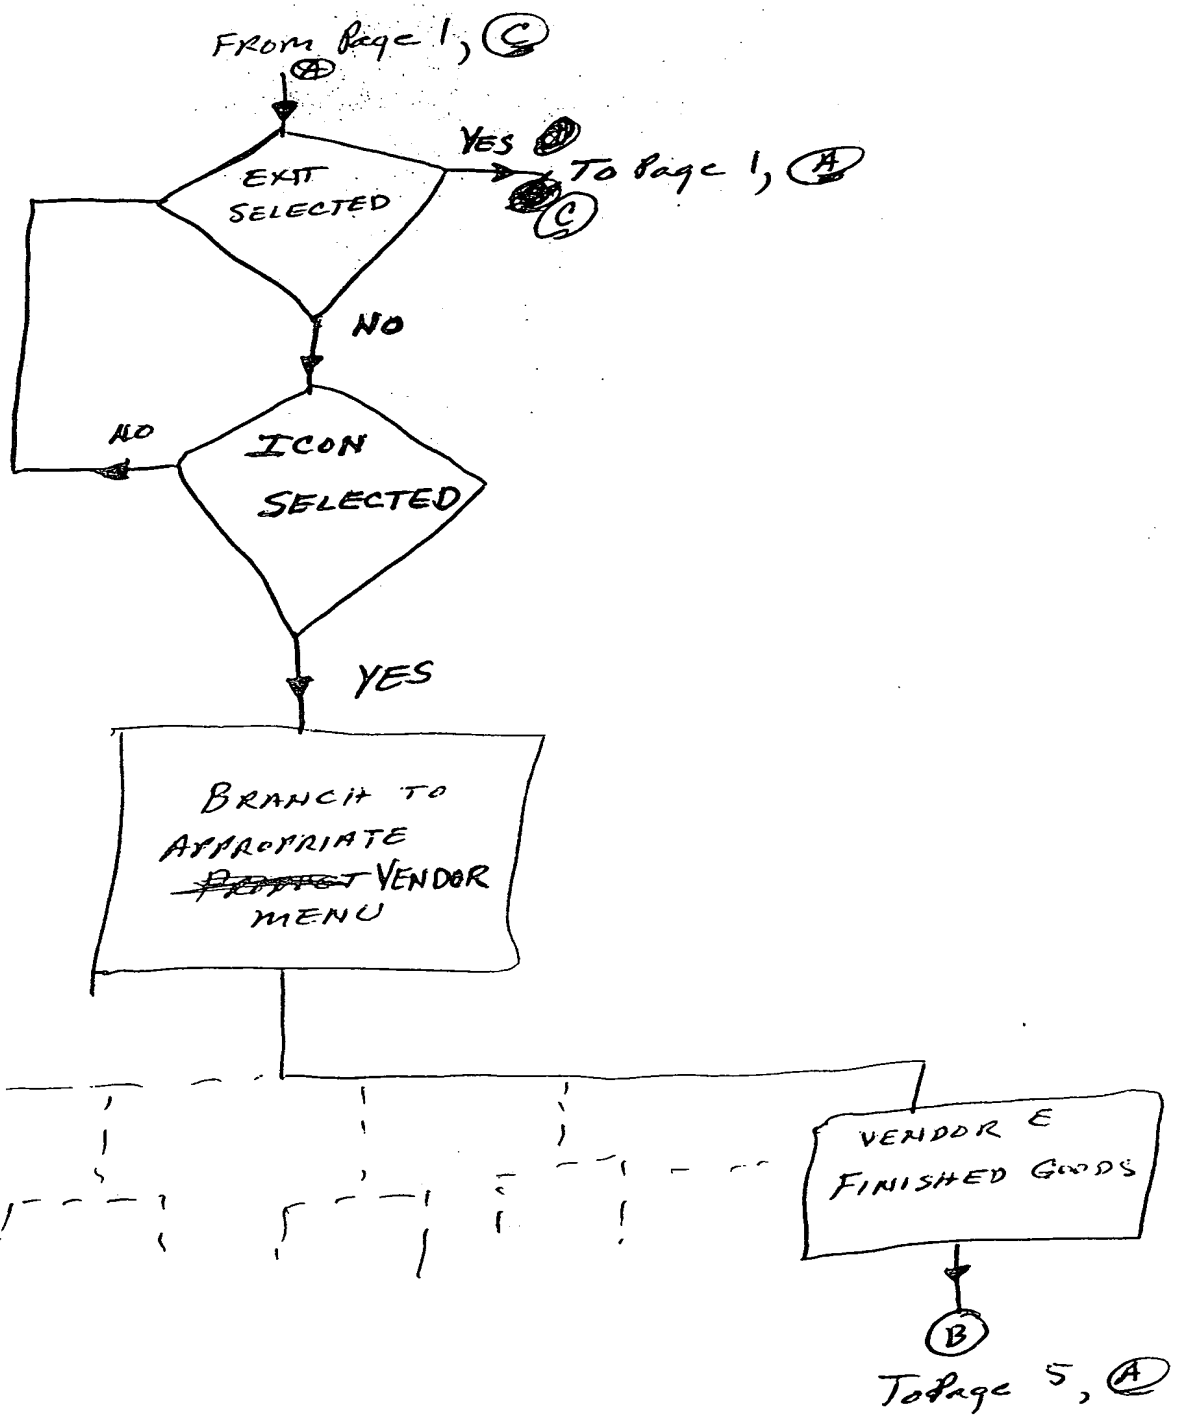 From Page 1, C
A
YES
To Page 1, A
C
EXIT
SELECTED
NO
NO
ICON
SELECTED
YES
BRANCH TO
APPROPRIATE
VENDOR
MENU
VENDOR E
FINISHED GOODS
B
To Page 5, A